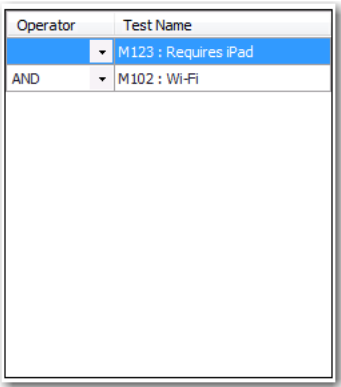 Operator Test Name
M123 : Requires iPad
AND M102 : Wi-Fi